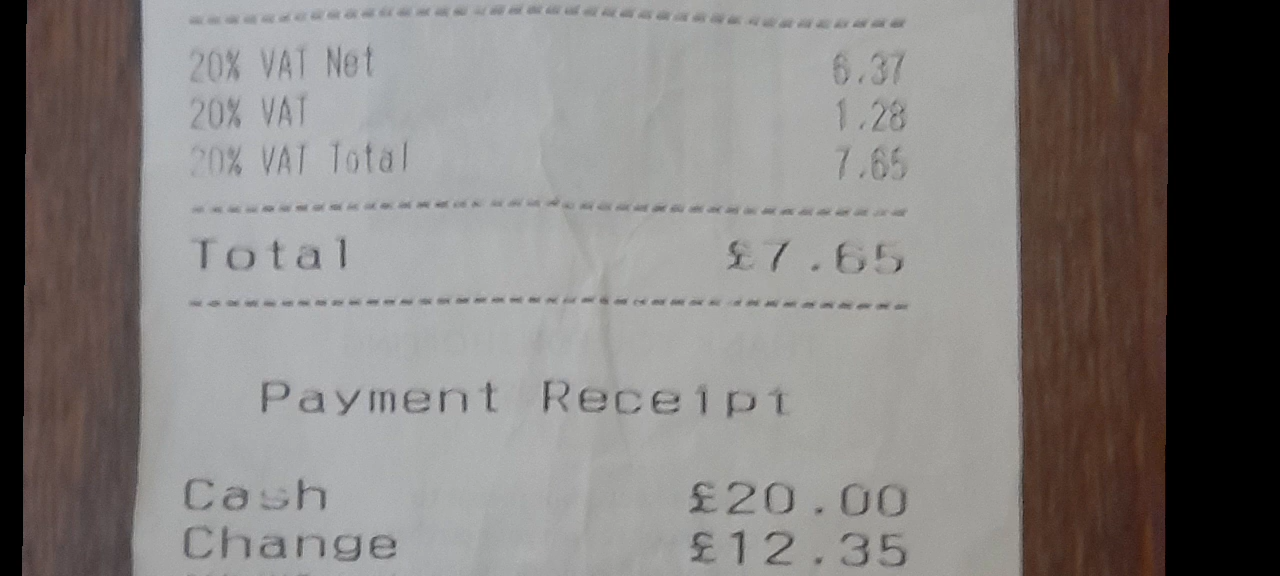 --------------------------------------
20% VAT Net 6.37
20% VAT 1.28
20% VAT Total 7.65
--------------------------------------
Total £7.65
--------------------------------------
Payment Receipt
Cash £20.00
Change £12.35